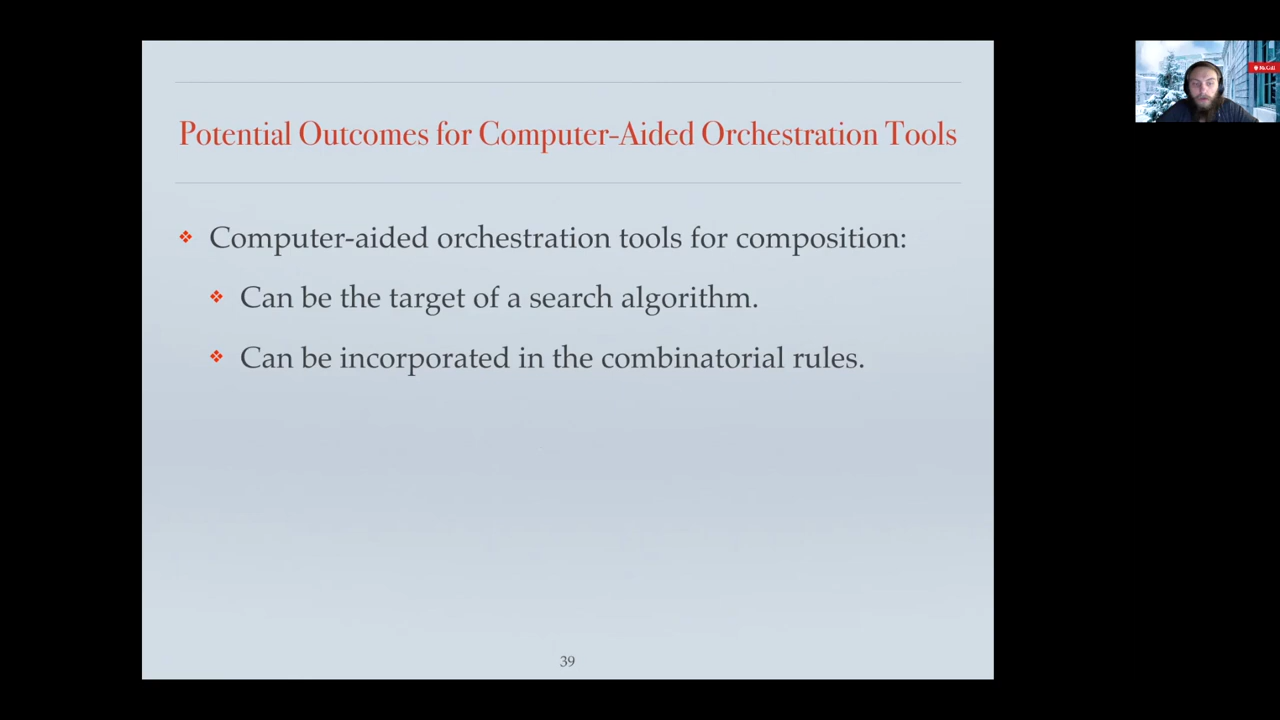 Potential Outcomes for Computer-Aided Orchestration Tools
❖ Computer-aided orchestration tools for composition:
❖ Can be the target of a search algorithm.
❖ Can be incorporated in the combinatorial rules.
39
McGill